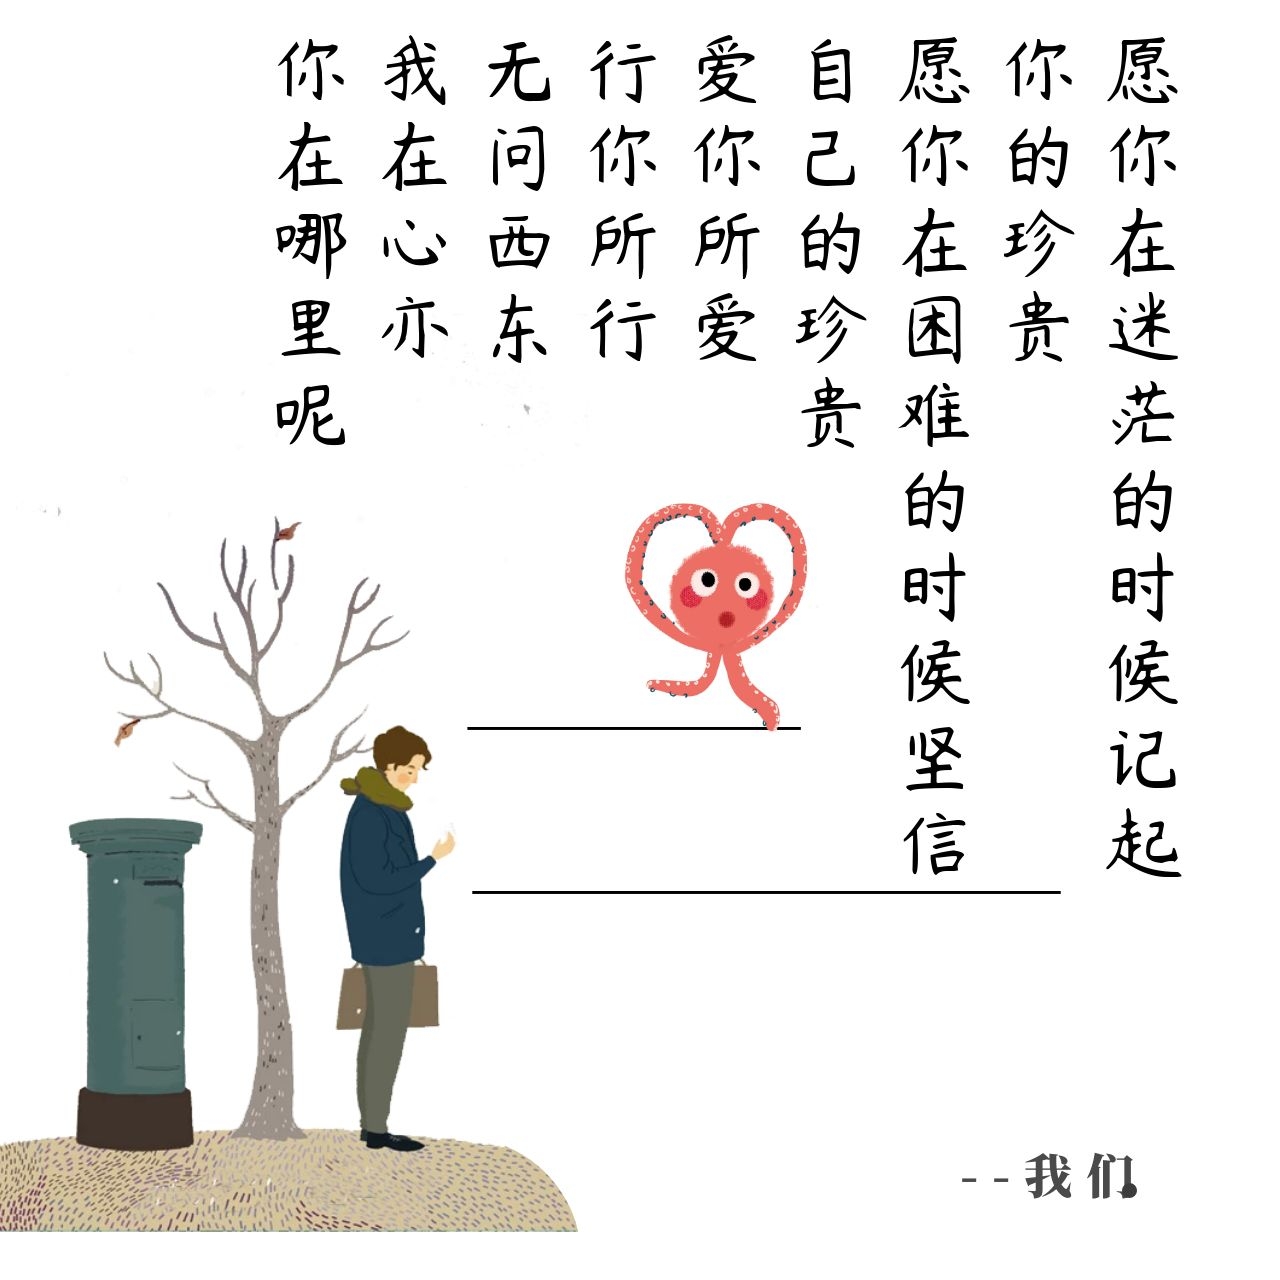 愿你在迷茫的时候记起
你的珍贵
愿你在困难的时候坚信
自己的珍贵
爱你所爱
行你所行
无问西东
我在心亦
你在哪里呢
--我们